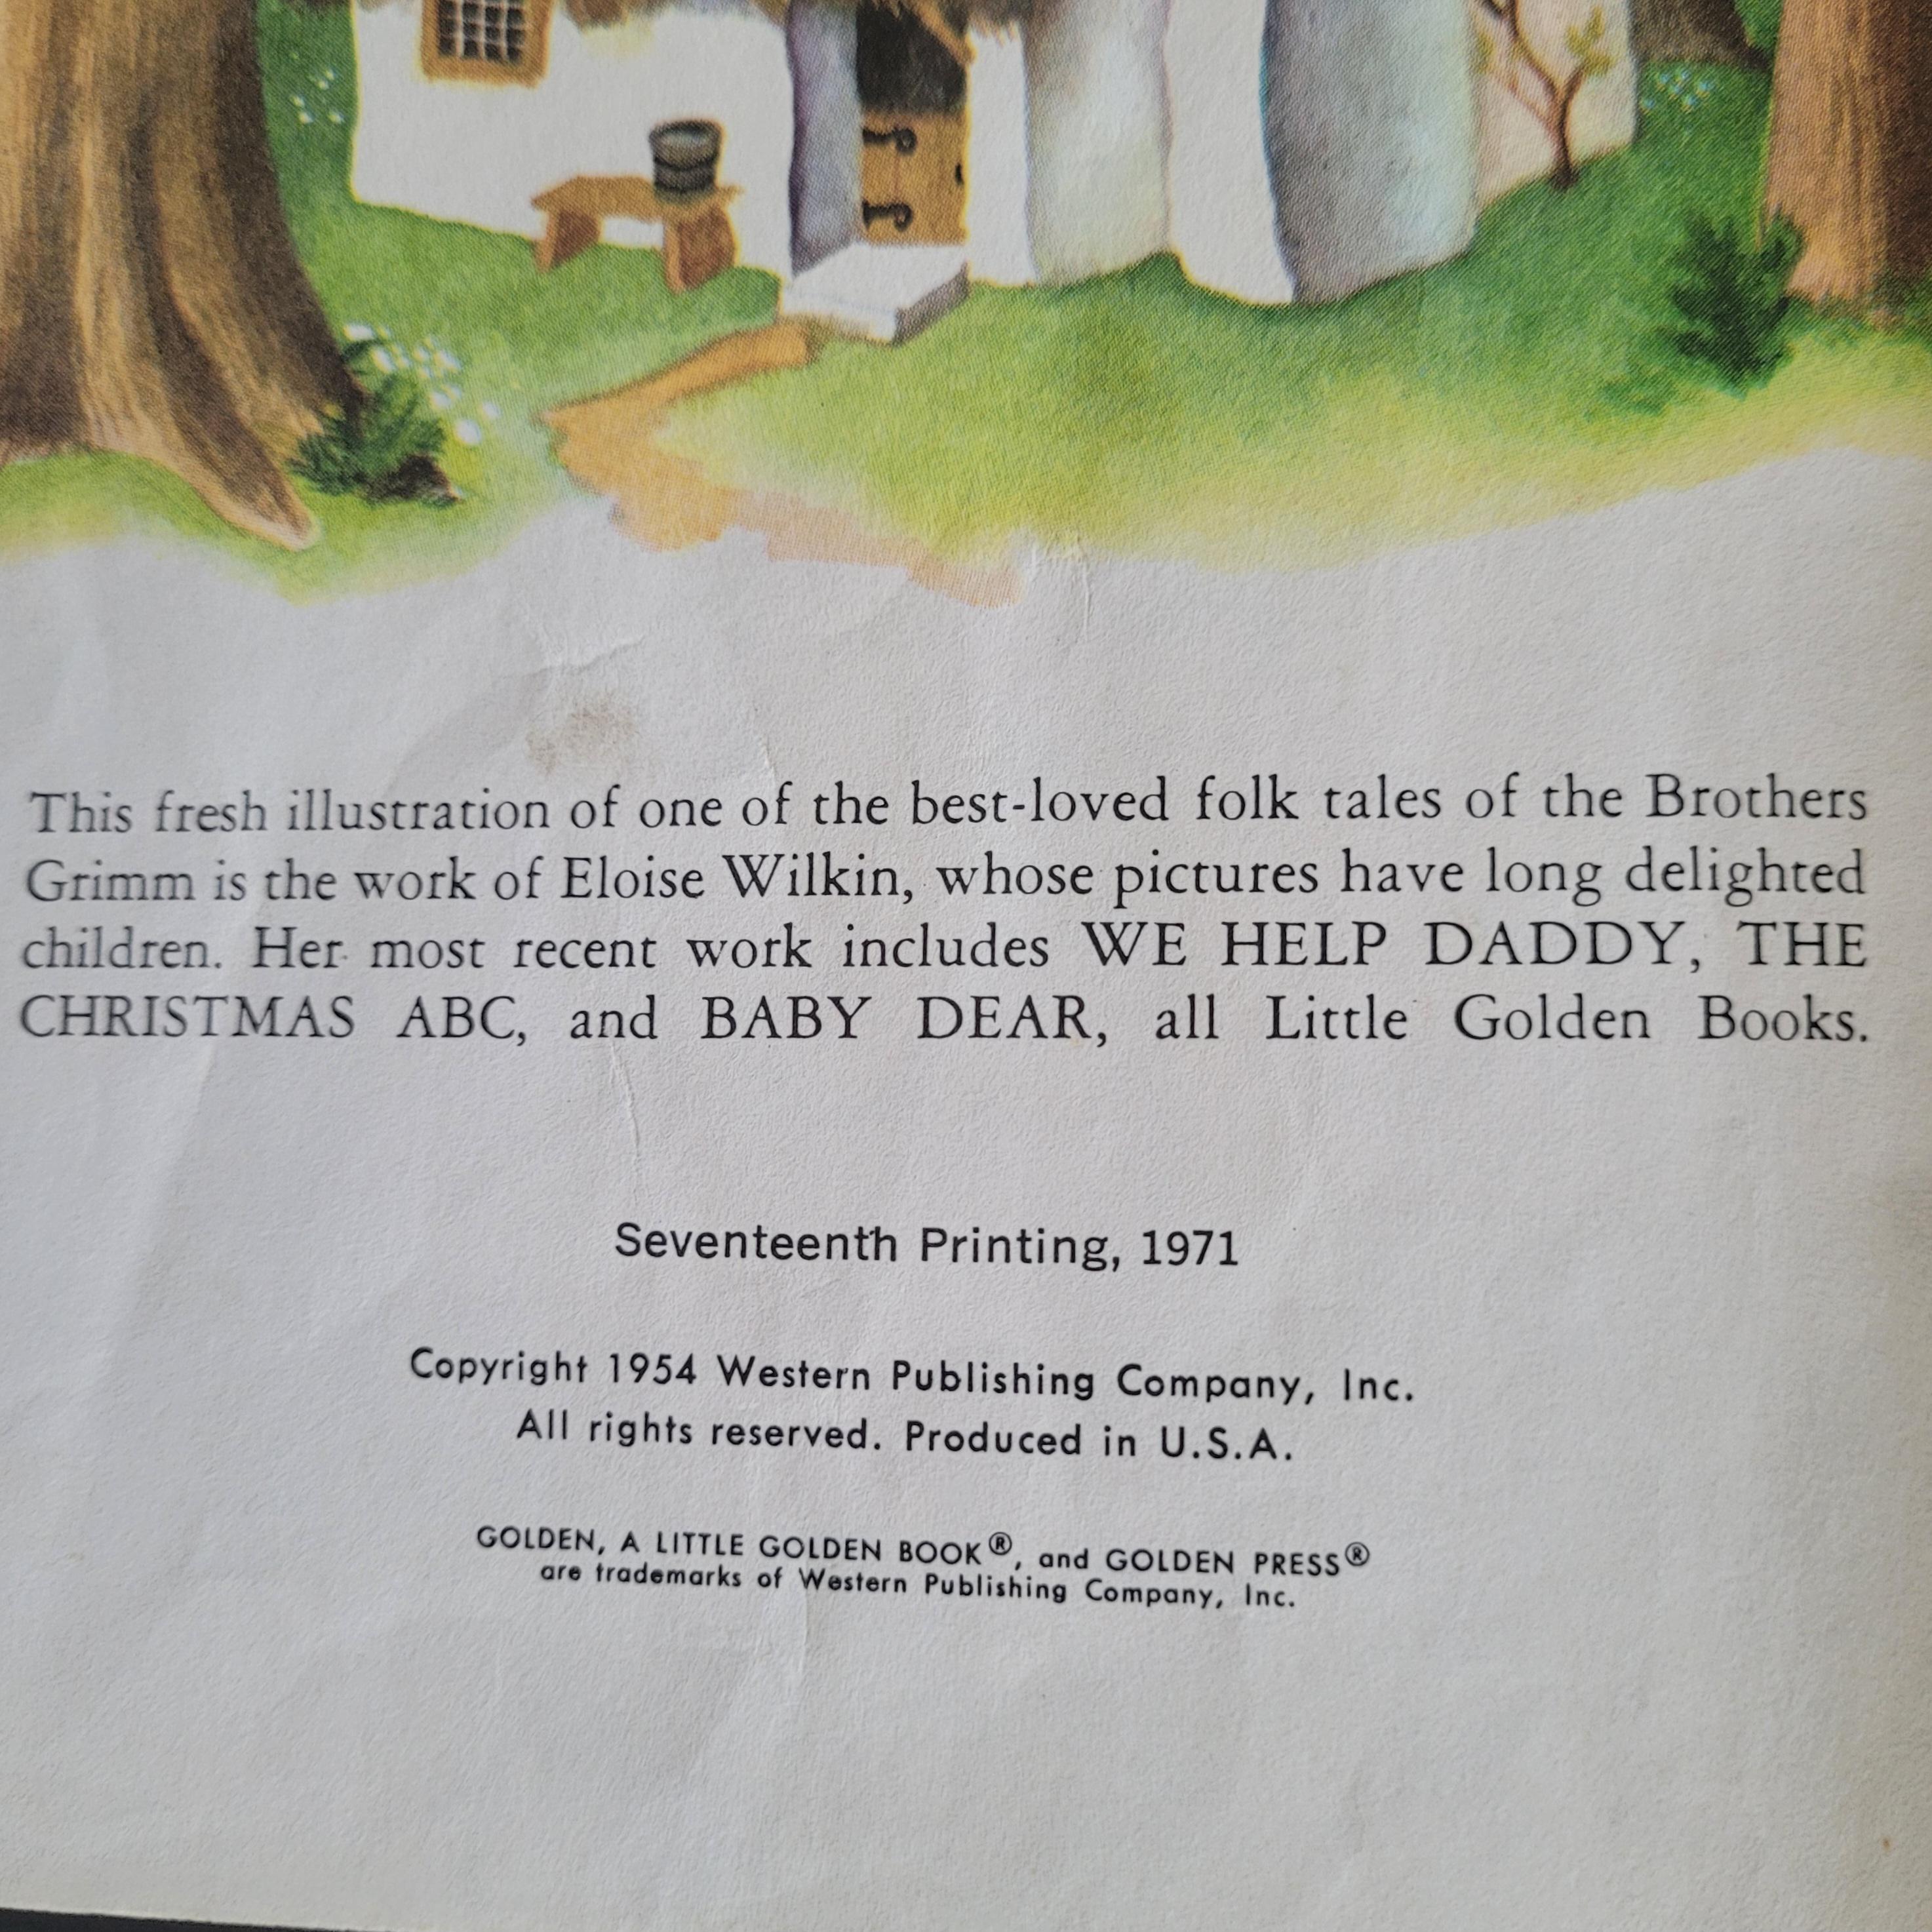 This fresh illustration of one of the best-loved folk tales of the Brothers
Grimm is the work of Eloise Wilkin, whose pictures have long delighted
children. Her most recent work includes WE HELP DADDY, THE
CHRISTMAS ABC, and BABY DEAR, all Little Golden Books.
Seventeenth Printing, 1971
Copyright 1954 Western Publishing Company, Inc.
All rights reserved. Produced in U.S.A.
GOLDEN, A LITTLE GOLDEN BOOK®, and GOLDEN PRESS®
are trademarks of Western Publishing Company, Inc.